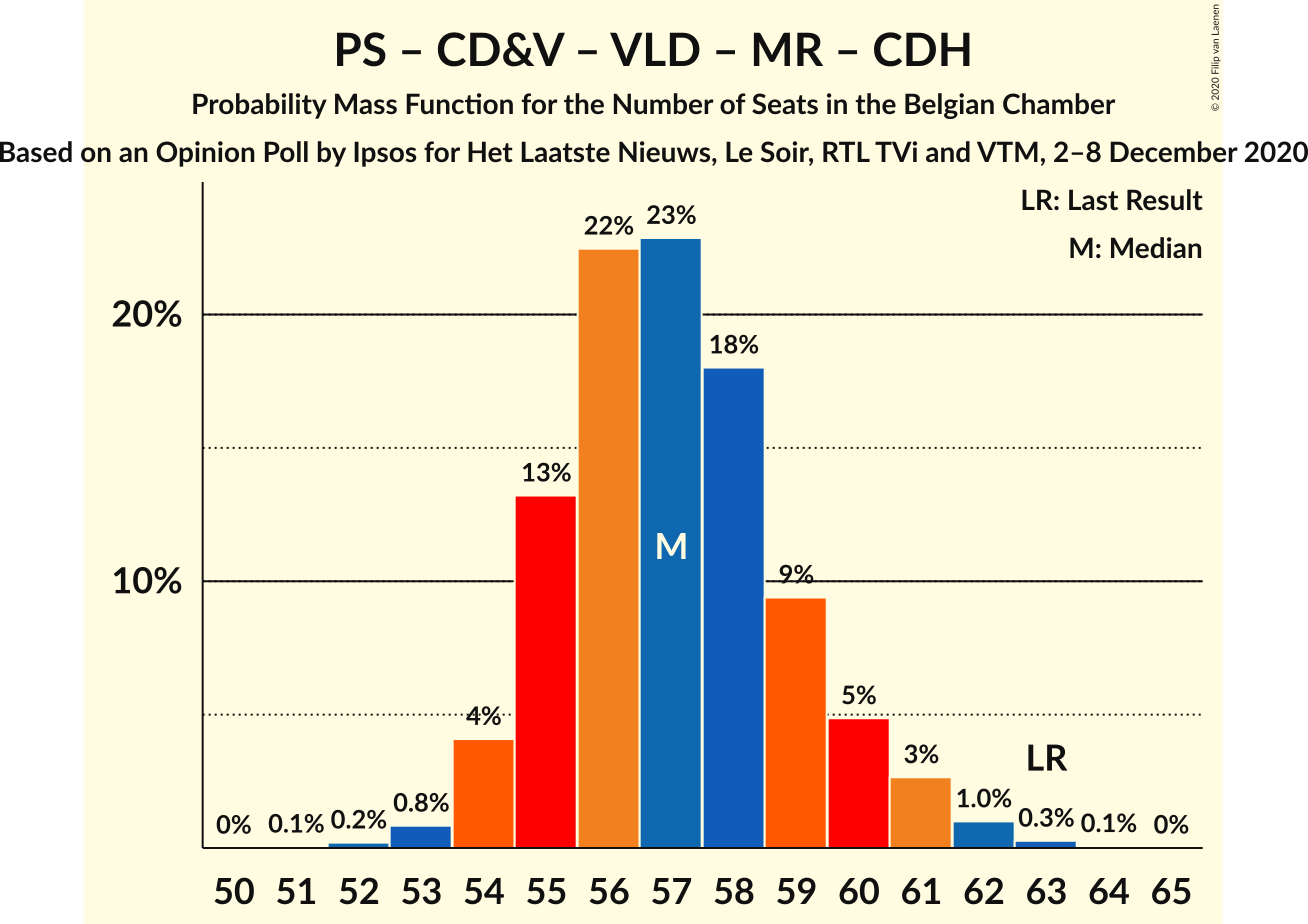 PS – CD&V – VLD – MR – CDH
Probability Mass Function for the Number of Seats in the Belgian Chamber
Based on an Opinion Poll by Ipsos for Het Laatste Nieuws, Le Soir, RTL TVi and VTM, 2–8 December 2020
© 2020 Filip van Laenen
LR: Last Result
M: Median
20%
10%
0% 0.1% 0.2% 0.8% 4% 13% 22% 23% 18% 9% 5% 3% 1.0% 0.3% 0.1% 0%
M
LR
50 51 52 53 54 55 56 57 58 59 60 61 62 63 64 65